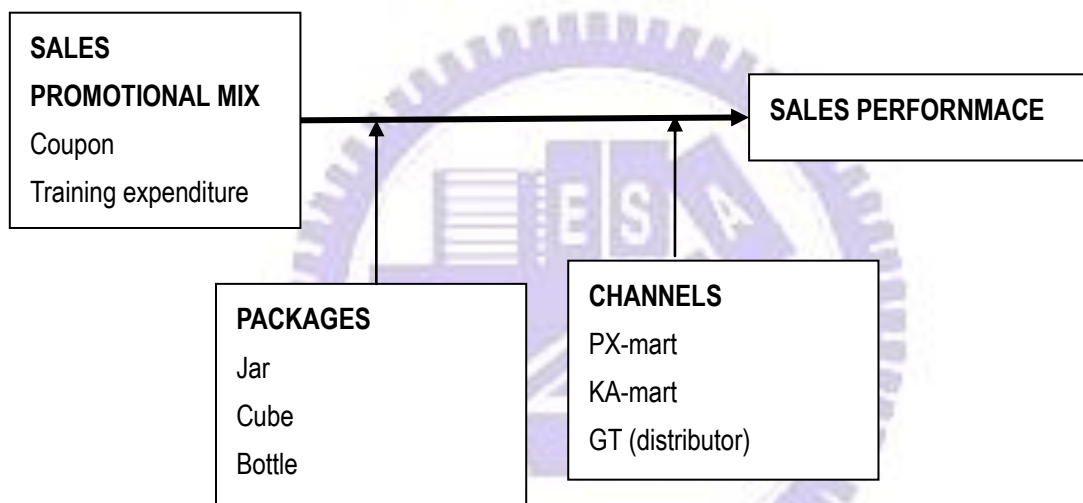 SALES
PROMOTIONAL MIX
Coupon
Training expenditure
SALES PERFORNMACE
PACKAGES
Jar
Cube
Bottle
CHANNELS
PX-mart
KA-mart
GT (distributor)
E S A